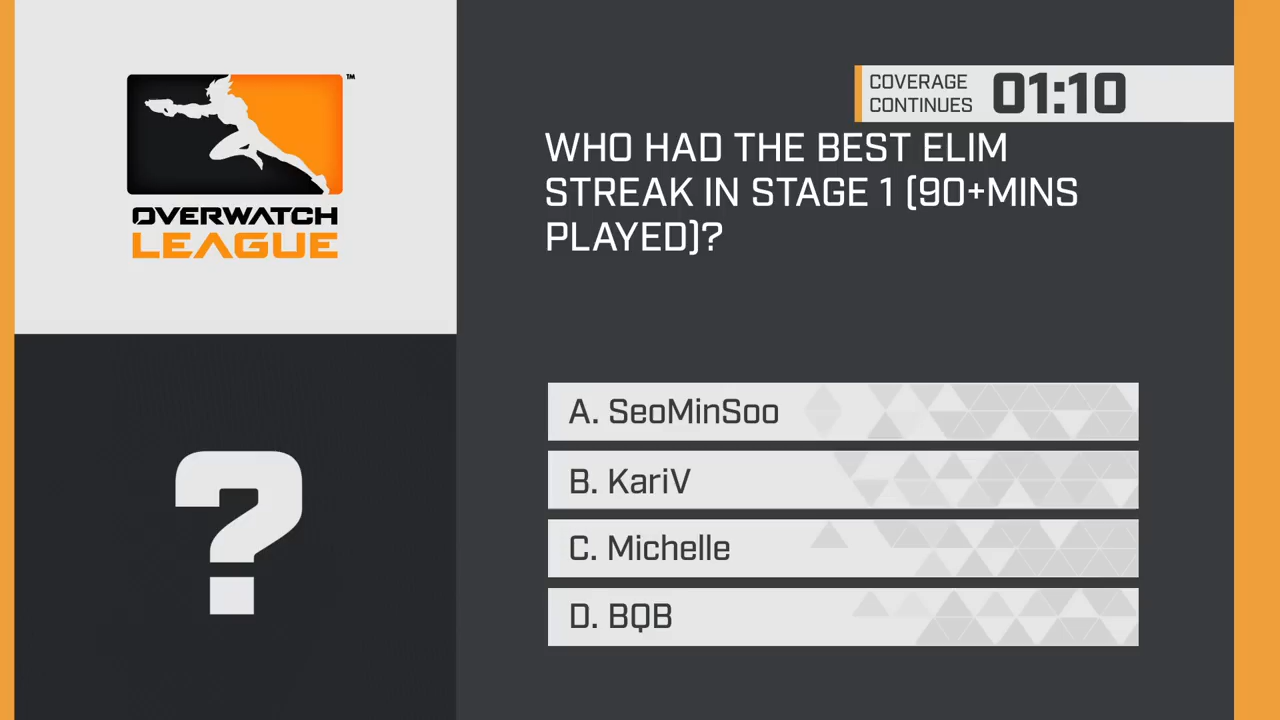 ™
OVERWATCH
LEAGUE
COVERAGE
CONTINUES
01:10
WHO HAD THE BEST ELIM
STREAK IN STAGE 1 (90+MINS
PLAYED)?
?
A. SeoMinSoo
B. KariV
C. Michelle
D. BQB